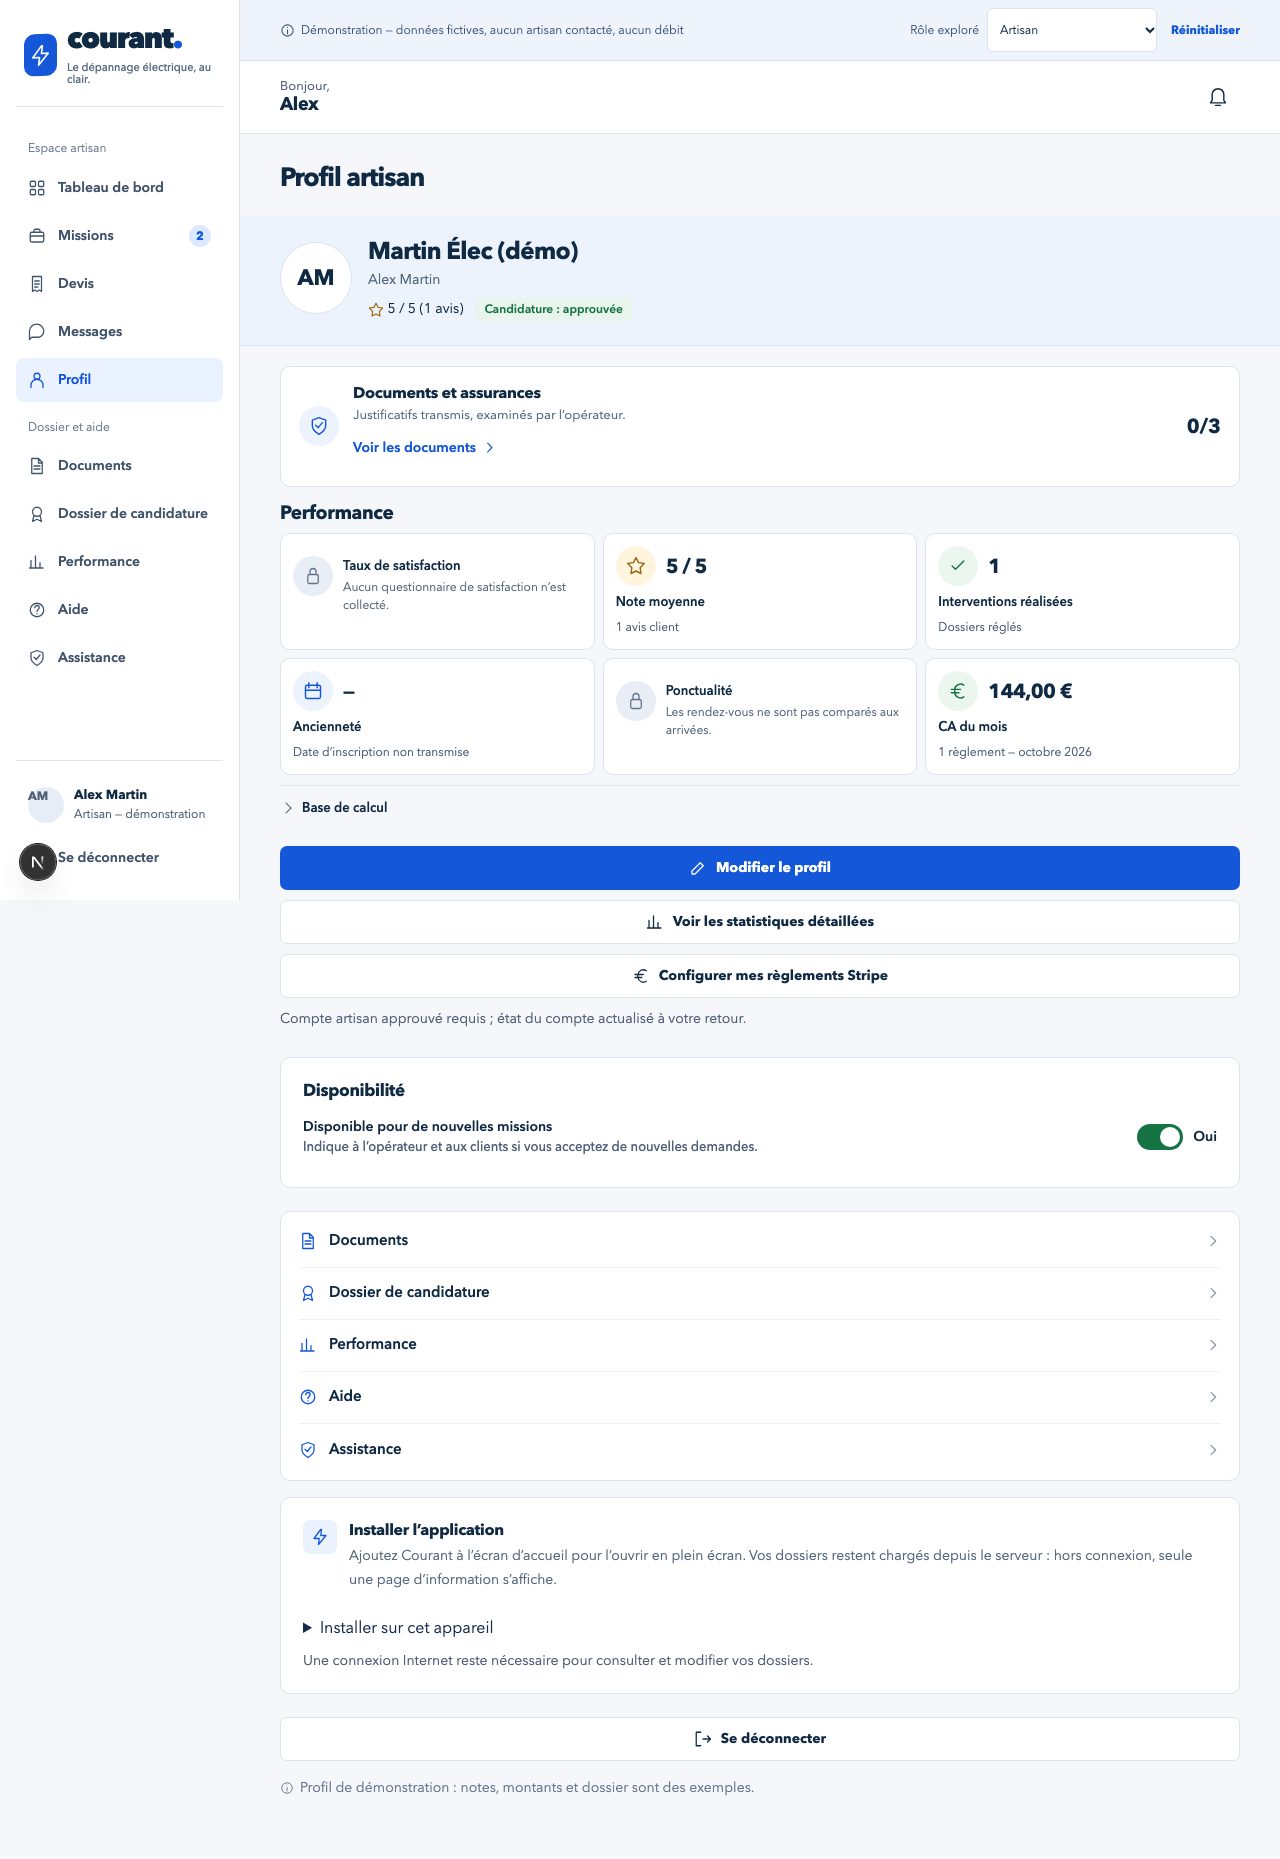 courant.
Le dépannage électrique, au
clair.
Démonstration – données fictives, aucun artisan contacté, aucun débit
Rôle exploré
Artisan
Réinitialiser
Bonjour,
Alex
Espace artisan
Tableau de bord
Missions
2
Devis
Messages
Profil
Dossier et aide
Documents
Dossier de candidature
Performance
Aide
Assistance
AM
Alex Martin
Artisan – démonstration
N
Se déconnecter
Profil artisan
AM
Martin Élec (démo)
Alex Martin
5 / 5 (1 avis)
Candidature : approuvée
Documents et assurances
Justificatifs transmis, examinés par l’opérateur.
Voir les documents
0/3
Performance
Taux de satisfaction
Aucun questionnaire de satisfaction n’est
collecté.
5 / 5
Note moyenne
1 avis client
1
Interventions réalisées
Dossiers réglés
–
Ancienneté
Date d’inscription non transmise
Ponctualité
Les rendez-vous ne sont pas comparés aux
arrivées.
144,00 €
CA du mois
1 règlement – octobre 2026
Base de calcul
Modifier le profil
Voir les statistiques détaillées
Configurer mes règlements Stripe
Compte artisan approuvé requis ; état du compte actualisé à votre retour.
Disponibilité
Disponible pour de nouvelles missions
Indique à l’opérateur et aux clients si vous acceptez de nouvelles demandes.
Oui
Documents
Dossier de candidature
Performance
Aide
Assistance
Installer l’application
Ajoutez Courant à l’écran d’accueil pour l’ouvrir en plein écran. Vos dossiers restent chargés depuis le serveur : hors connexion, seule
une page d’information s’affiche.
Installer sur cet appareil
Une connexion Internet reste nécessaire pour consulter et modifier vos dossiers.
Se déconnecter
Profil de démonstration : notes, montants et dossier sont des exemples.